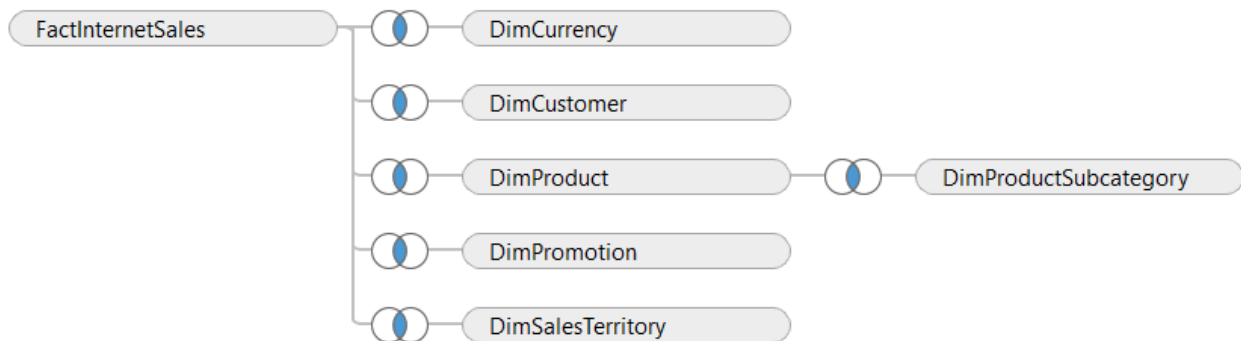 FactInternetSales
DimCurrency
DimCustomer
DimProduct
DimProductSubcategory
DimPromotion
DimSalesTerritory